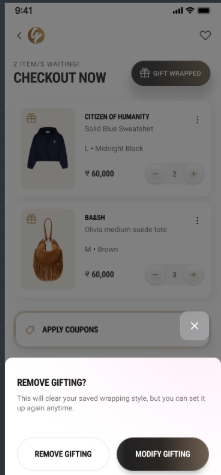 9:41
2 ITEM/S WAITING!
CHECKOUT NOW
GIFT WRAPPED
CITIZEN OF HUMANITY
Solid Blue Sweatshirt
L • Midnight Black
₹ 60,000
2
BA&SH
Olivia medium suede tote
M • Brown
₹ 60,000
3
APPLY COUPONS
REMOVE GIFTING?
This will clear your saved wrapping style, but you can set
it up again anytime.
REMOVE GIFTING
MODIFY GIFTING